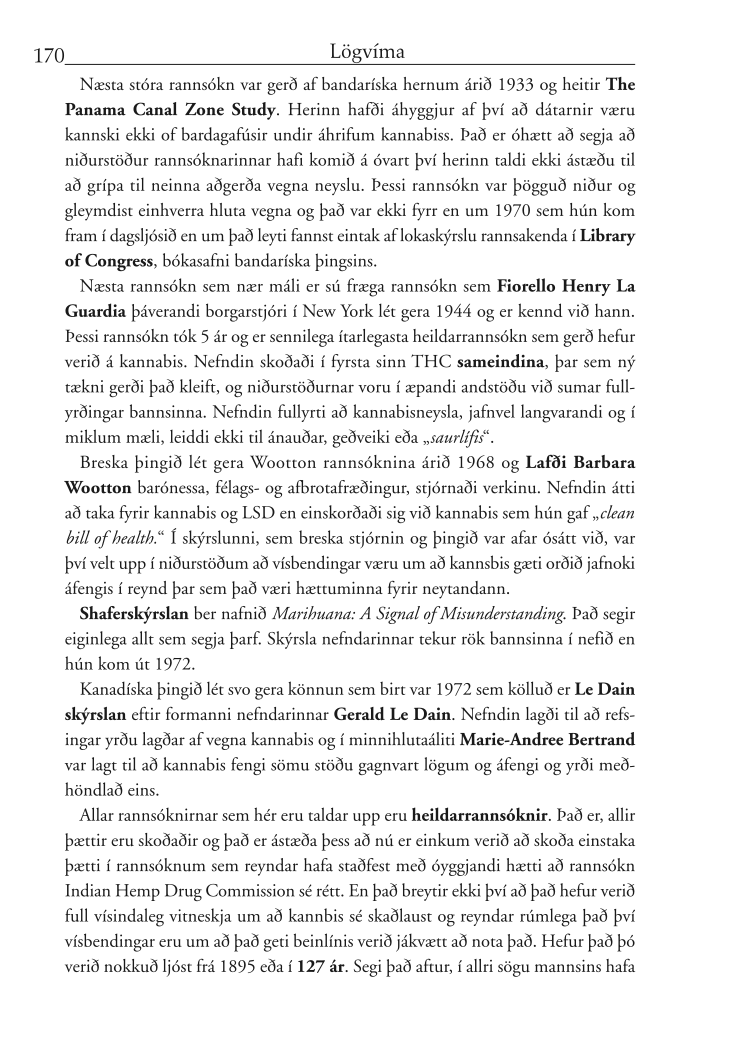 170
Lögvíma
Næsta stóra rannsókn var gerð af bandaríska hernum árið 1933 og heitir The
Panama Canal Zone Study. Herinn hafði áhyggjur af því að dátarnir væru
kannski ekki of bardagafúsir undir áhrifum kannabiss. Það er óhætt að segja að
niðurstöður rannsóknarinnar hafi komið á óvart því herinn taldi ekki ástæðu til
að grípa til neinna aðgerða vegna neyslu. Þessi rannsókn var þögguð niður og
gleymdist einhverra hluta vegna og það var ekki fyrr en um 1970 sem hún kom
fram í dagsljósið en um það leyti fannst eintak af lokaskýrslu rannsakenda í Library
of Congress, bókasafni bandaríska þingsins.
Næsta rannsókn sem nær máli er sú fræga rannsókn sem Fiorello Henry La
Guardia þáverandi borgarstjóri í New York lét gera 1944 og er kennd við hann.
Þessi rannsókn tók 5 ár og er sennilega ítarlegasta heildarrannsókn sem gerð hefur
verið á kannabis. Nefndin skoðaði í fyrsta sinn THC sameindina, þar sem ný
tækni gerði það kleift, og niðurstöðurnar voru í æpandi andstöðu við sumar full-
yrðingar bannsinna. Nefndin fullyrti að kannabisneysla, jafnvel langvarandi og í
miklum mæli, leiddi ekki til ánauðar, geðveiki eða „saurlífis“.
Breska þingið lét gera Wootton rannsóknina árið 1968 og Lafði Barbara
Wootton barónessa, félags- og afbrotafræðingur, stjórnaði verkinu. Nefndin átti
að taka fyrir kannabis og LSD en einskorðaði sig við kannabis sem hún gaf „clean
bill of health.“ Í skýrslunni, sem breska stjórnin og þingið var afar ósátt við, var
því velt upp í niðurstöðum að vísbendingar væru um að kannsbis gæti orðið jafnoki
áfengis í reynd þar sem það væri hættuminna fyrir neytandann.
Shaferskýrslan ber nafnið Marihuana: A Signal of Misunderstanding. Það segir
eiginlega allt sem segja þarf. Skýrsla nefndarinnar tekur rök bannsinna í nefið en
hún kom út 1972.
Kanadíska þingið lét svo gera könnun sem birt var 1972 sem kölluð er Le Dain
skýrslan eftir formanni nefndarinnar Gerald Le Dain. Nefndin lagði til að refs-
ingar yrðu lagðar af vegna kannabis og í minnihlutaáliti Marie-Andree Bertrand
var lagt til að kannabis fengi sömu stöðu gagnvart lögum og áfengi og yrði með-
höndlað eins.
Allar rannsóknirnar sem hér eru taldar upp eru heildarrannsóknir. Það er, allir
þættir eru skoðaðir og það er ástæða þess að nú er einkum verið að skoða einstaka
þætti í rannsóknum sem reyndar hafa staðfest með óyggjandi hætti að rannsókn
Indian Hemp Drug Commission sé rétt. En það breytir ekki því að það hefur verið
full vísindaleg vitneskja um að kannbis sé skaðlaust og reyndar rúmlega það því
vísbendingar eru um að það geti beinlínis verið jákvætt að nota það. Hefur það þó
verið nokkuð ljóst frá 1895 eða í 127 ár. Segi það aftur, í allri sögu mannsins hafa